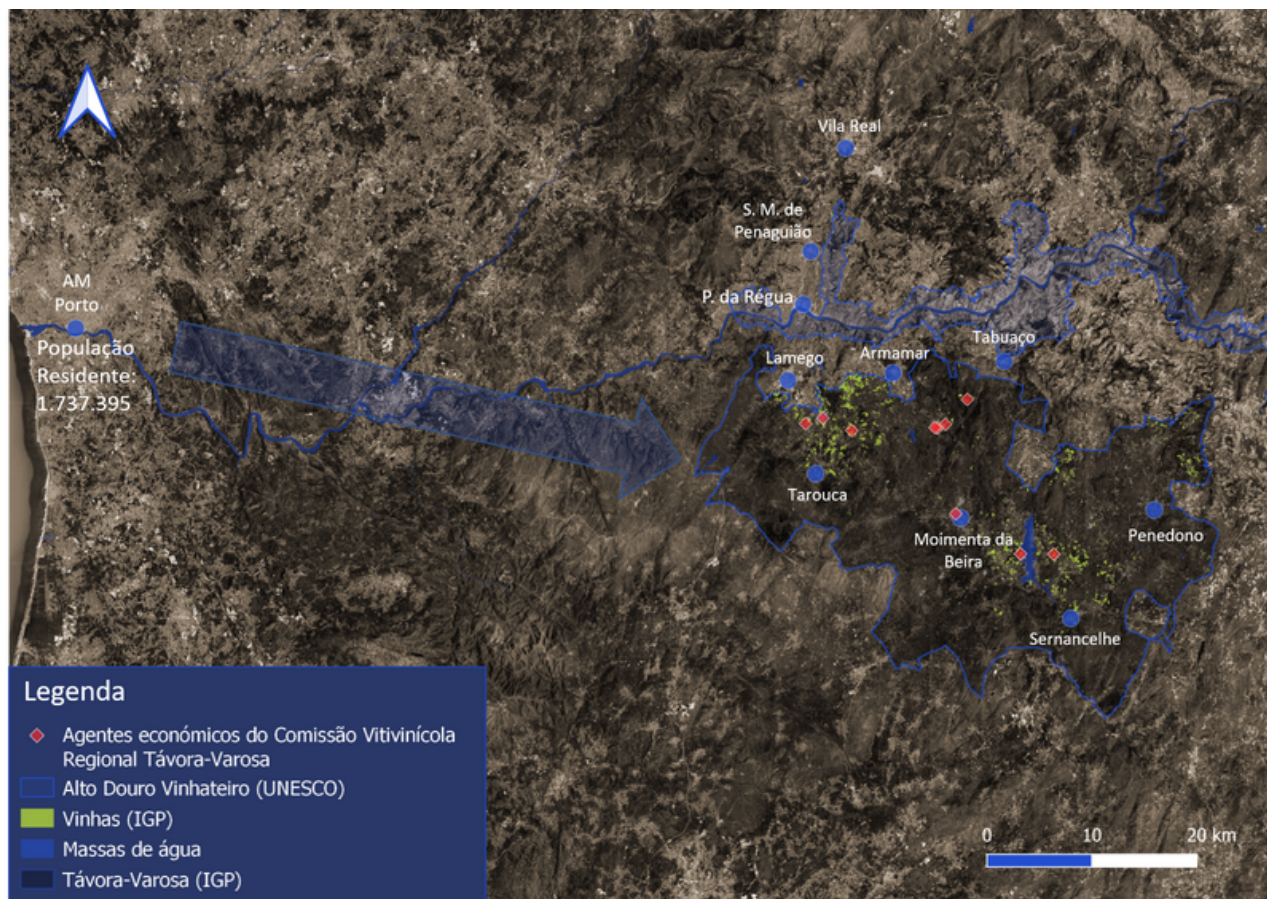 Vila Real
S. M. de
Penaguião
AM
Porto
P. da Régua
População
Residente:
1.737.395
Lamego
Armamar
Tabuaço
Tarouca
Moimenta da
Beira
Penedono
Sernancelhe
Legenda
Agentes económicos do Comissão Vitivinícola
Regional Távora-Varosa
Alto Douro Vinhateiro (UNESCO)
Vinhas (IGP)
Massas de água
Távora-Varosa (IGP)
0 10 20 km